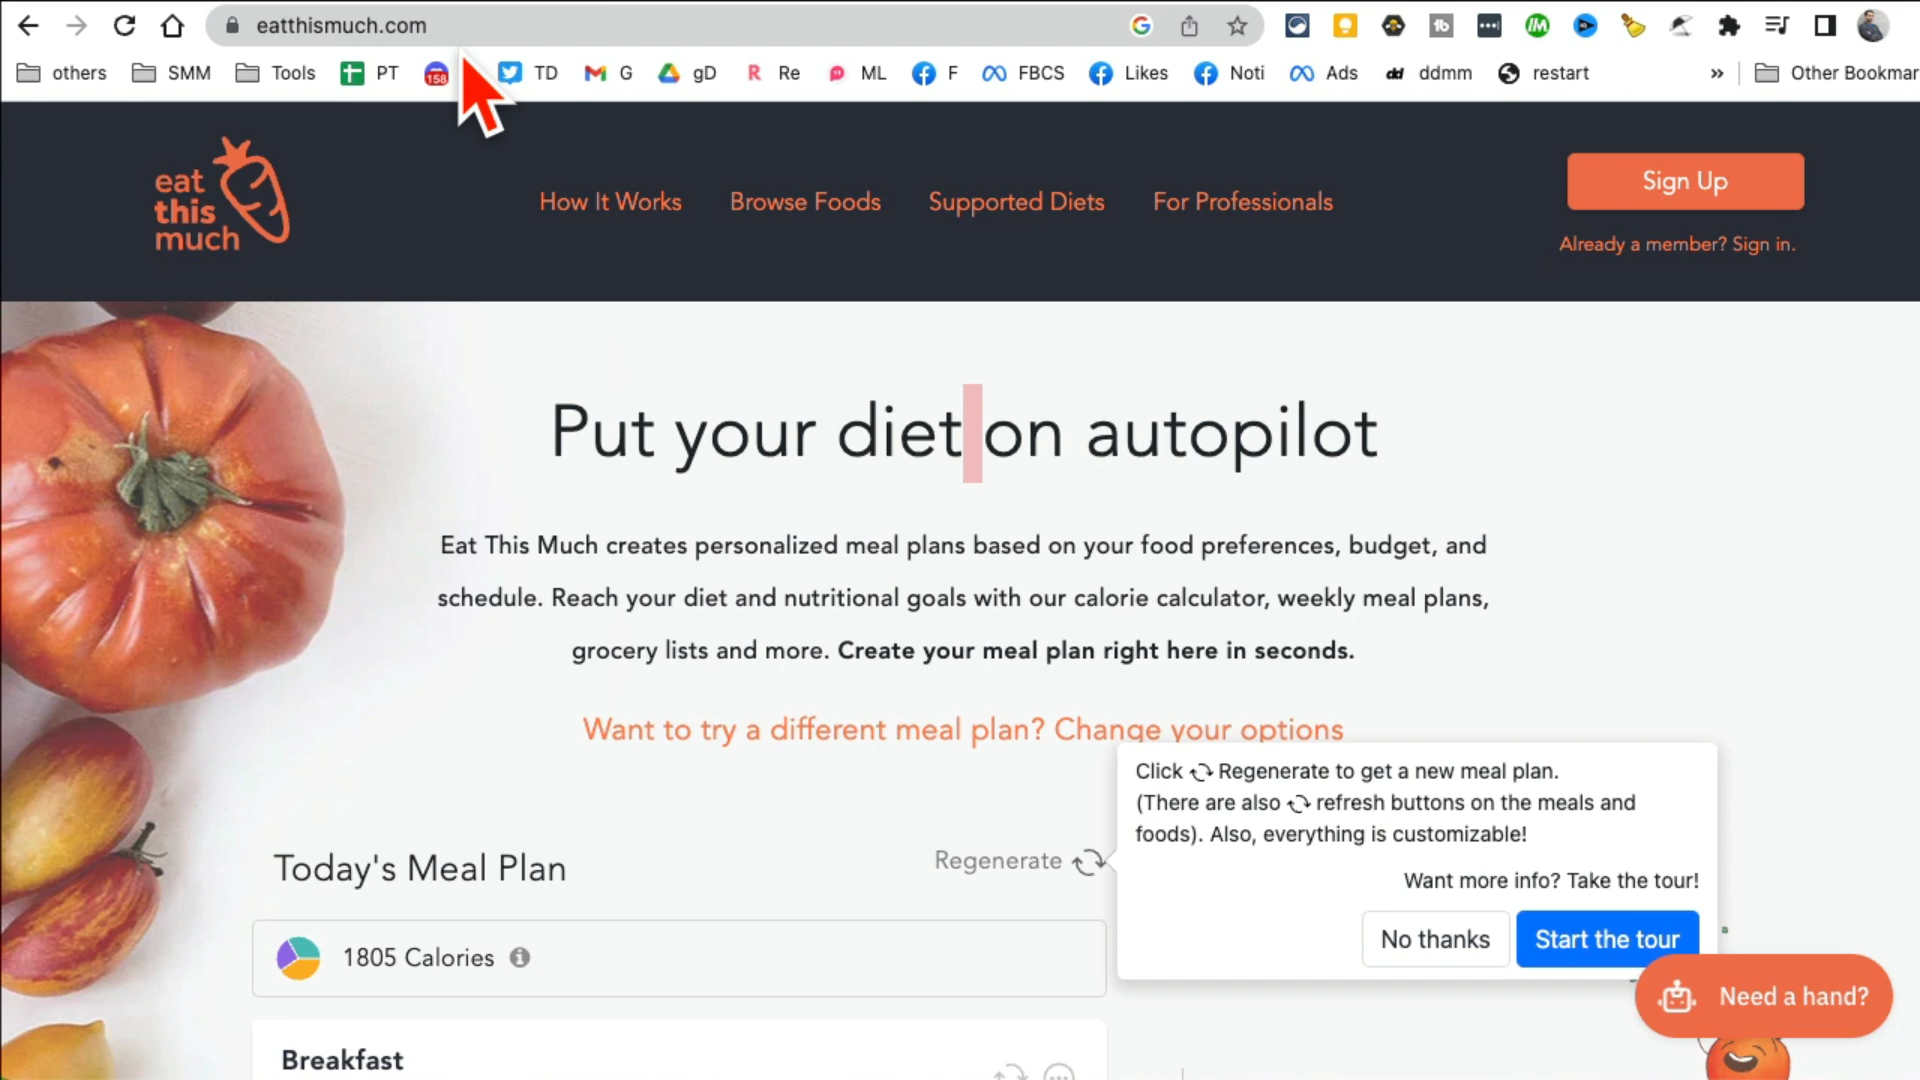 eatthismuch.com
others SMM Tools PT 158 TD G gD Re ML F FBCS Likes Noti Ads ddmm restart » Other Bookmar
eat
this
much
How It Works Browse Foods Supported Diets For Professionals
Sign Up
Already a member? Sign in.
Put your diet on autopilot
Eat This Much creates personalized meal plans based on your food preferences, budget, and
schedule. Reach your diet and nutritional goals with our calorie calculator, weekly meal plans,
grocery lists and more. Create your meal plan right here in seconds.
Want to try a different meal plan? Change your options
Click Regenerate to get a new meal plan.
(There are also refresh buttons on the meals and
foods). Also, everything is customizable!
Want more info? Take the tour!
No thanks Start the tour
Today's Meal Plan Regenerate
1805 Calories
Need a hand?
Breakfast